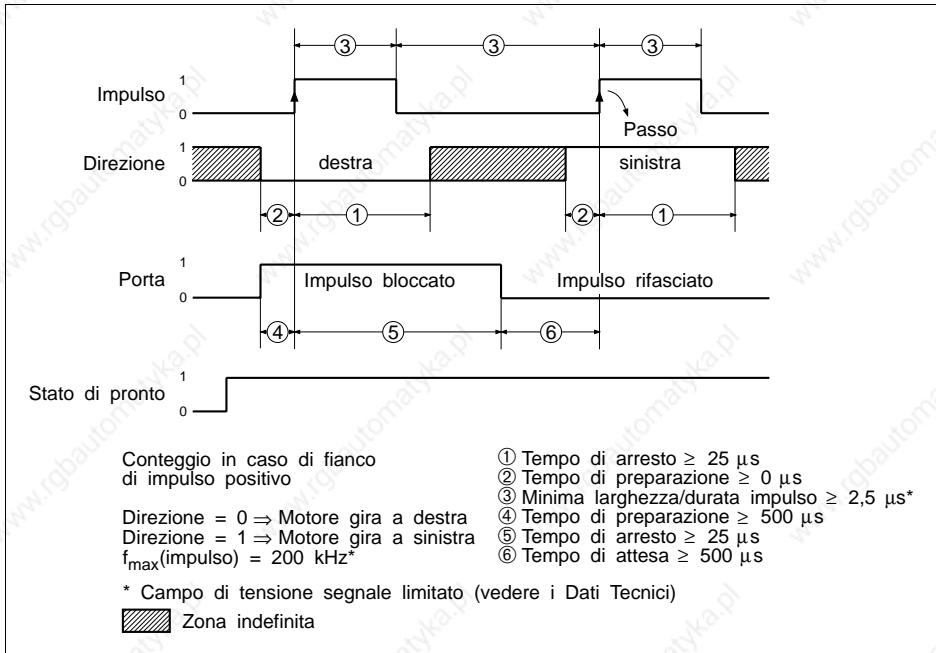 ③ ③ ③
Impulso 1 0
Passo
Direzione 1 0 destra sinistra
② ① ② ①
Porta 1 0 Impulso bloccato Impulso rifasciato
④ ⑤ ⑥
Stato di pronto 1 0
Conteggio in caso di fianco
di impulso positivo
Direzione = 0 ⇒ Motore gira a destra
Direzione = 1 ⇒ Motore gira a sinistra
fmax(impulso) = 200 kHz*
① Tempo di arresto ≥ 25 µs
② Tempo di preparazione ≥ 0 µs
③ Minima larghezza/durata impulso ≥ 2,5 µs*
④ Tempo di preparazione ≥ 500 µs
⑤ Tempo di arresto ≥ 25 µs
⑥ Tempo di attesa ≥ 500 µs
* Campo di tensione segnale limitato (vedere i Dati Tecnici)
Zona indefinita
www.rgbautomatyka.pl